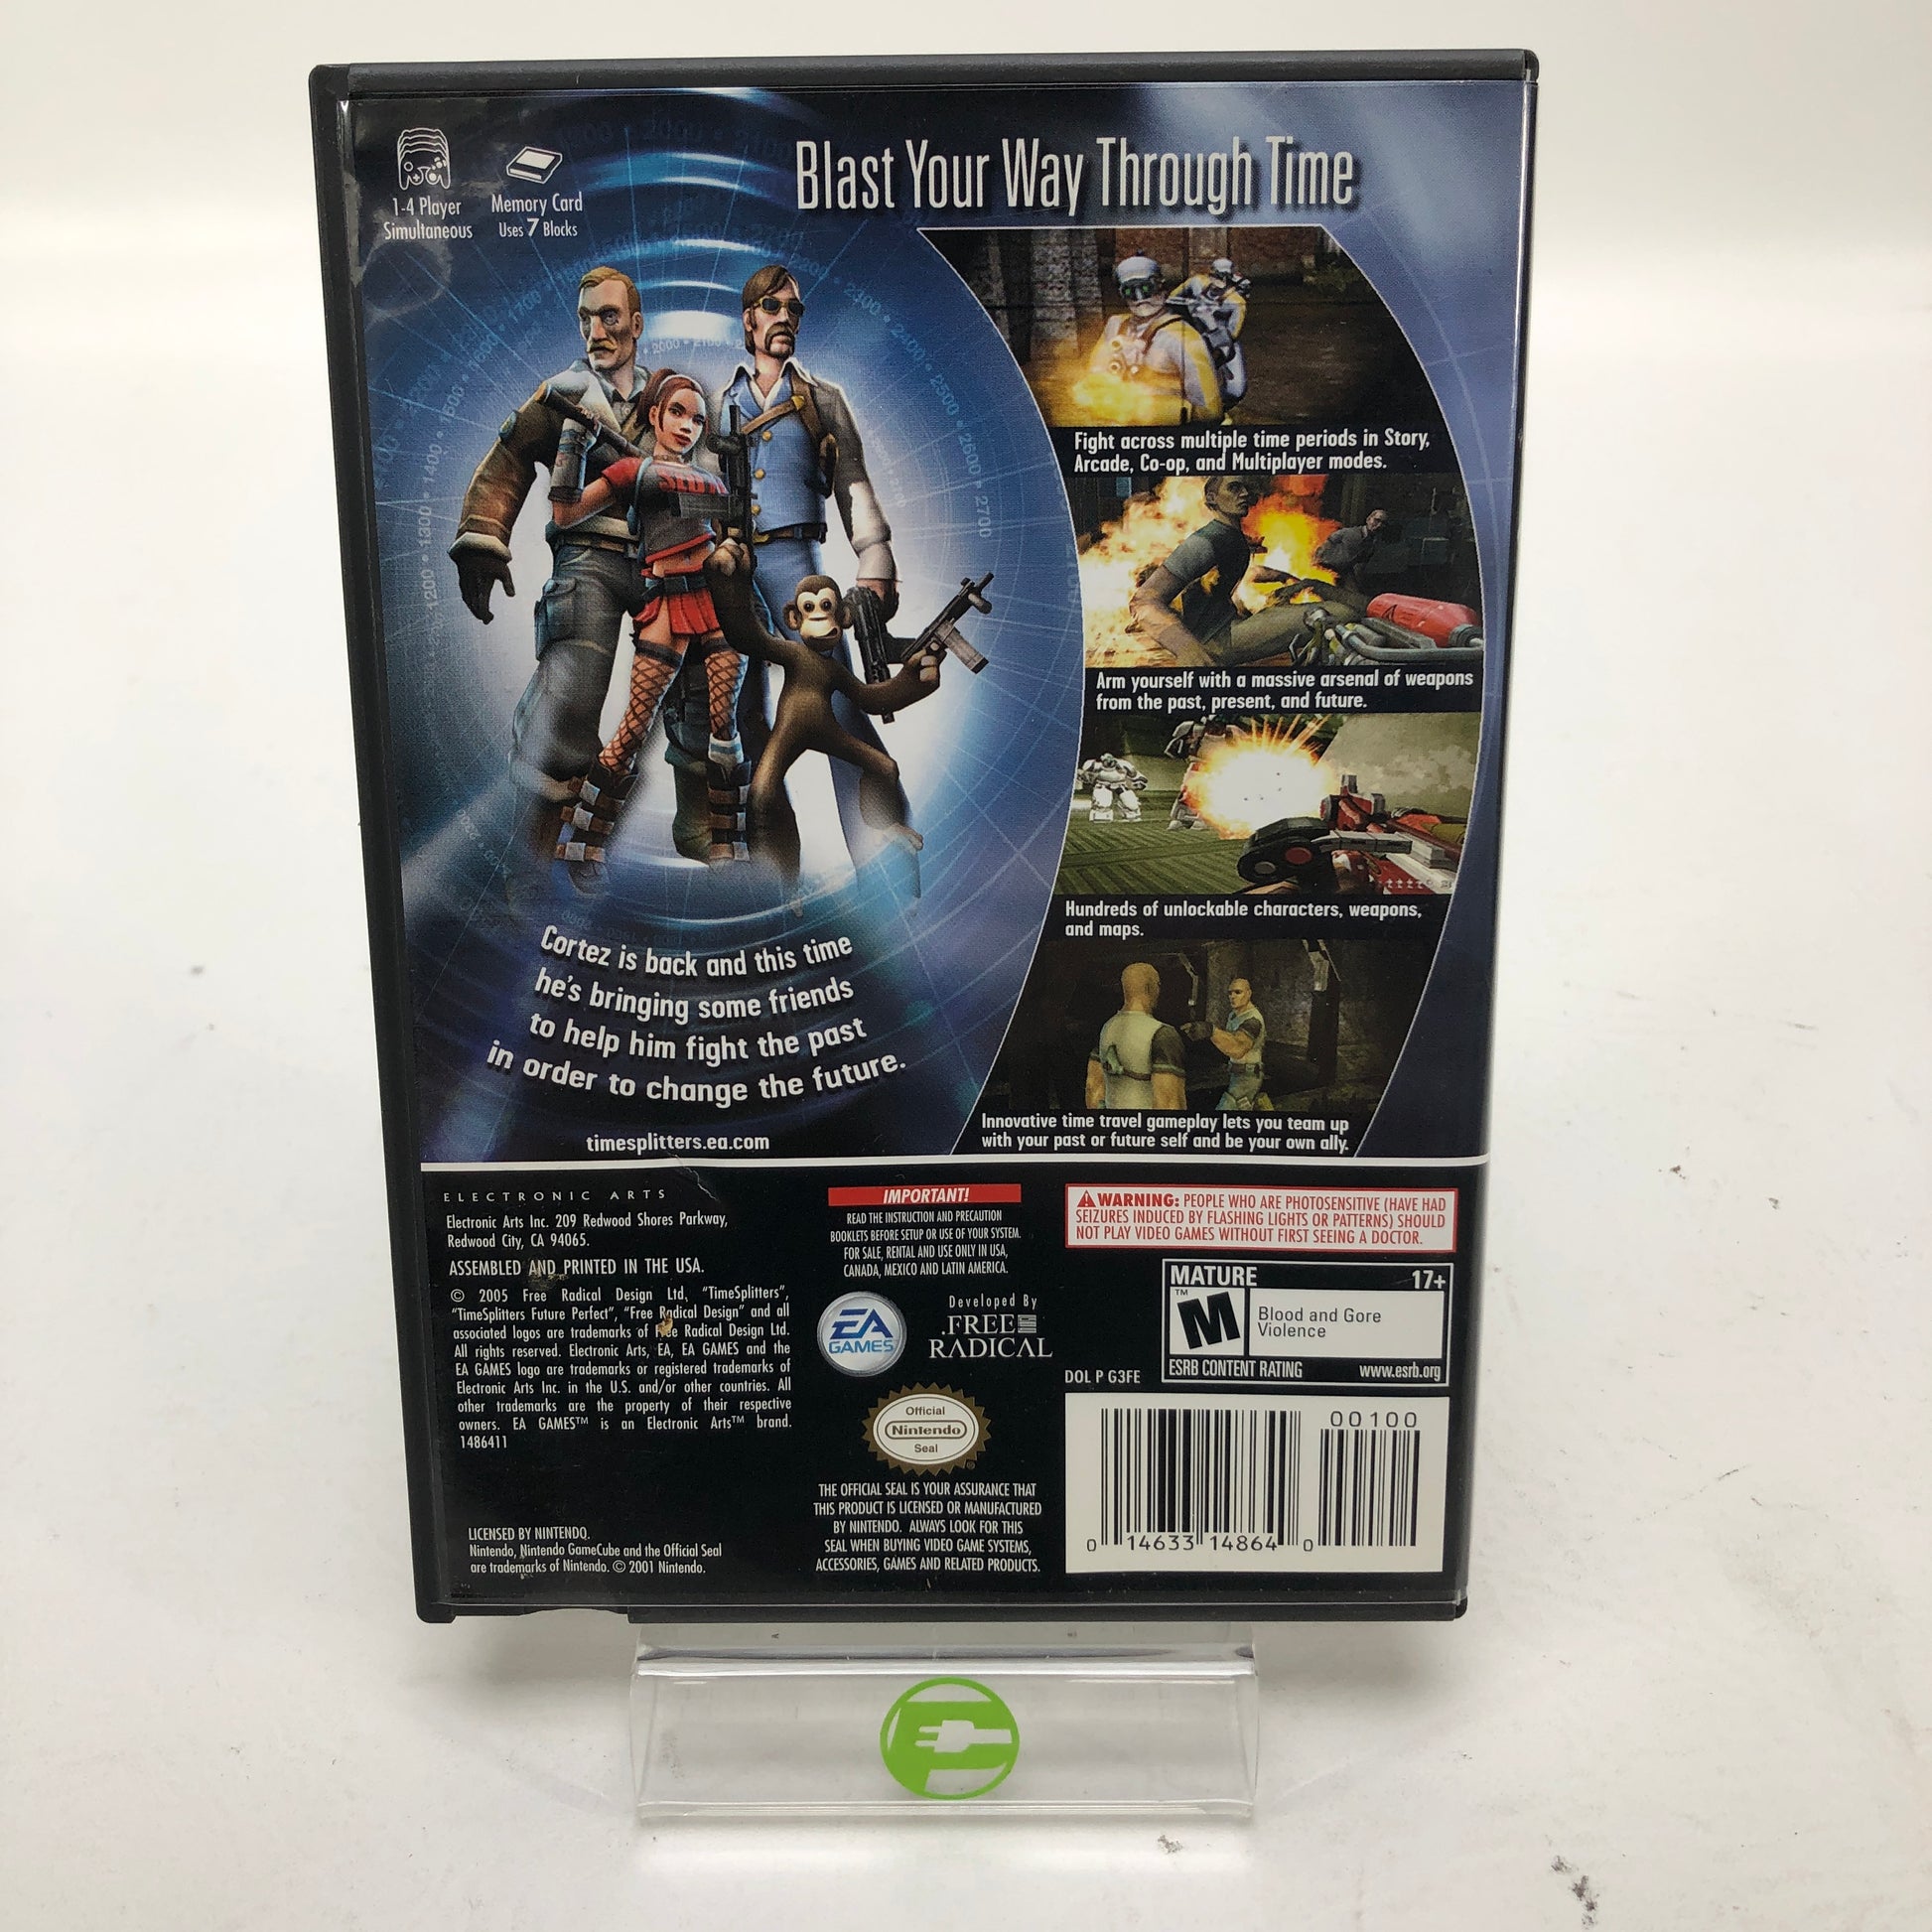 1-4 Player
Simultaneous
Memory Card
Uses 7 Blocks
Blast Your Way Through Time
Fight across multiple time periods in Story,
Arcade, Co-op, and Multiplayer modes.
Arm yourself with a massive arsenal of weapons
from the past, present, and future.
Hundreds of unlockable characters, weapons,
and maps.
Innovative time travel gameplay lets you team up
with your past or future self and be your own ally.
Cortez is back and this time
he's bringing some friends
to help him fight the past
in order to change the future.
timesplitters.ea.com
ELECTRONIC ARTS
Electronic Arts Inc. 209 Redwood Shores Parkway,
Redwood City, CA 94065.
ASSEMBLED AND PRINTED IN THE USA.
© 2005 Free Radical Design Ltd, "TimeSplitters",
"TimeSplitters Future Perfect", "Free Radical Design" and all
associated logos are trademarks of Free Radical Design Ltd.
All rights reserved. Electronic Arts, EA, EA GAMES and the
EA GAMES logo are trademarks or registered trademarks of
Electronic Arts Inc. in the U.S. and/or other countries. All
other trademarks are the property of their respective
owners. EA GAMES™ is an Electronic Arts™ brand.
1486411
LICENSED BY NINTENDO.
Nintendo, Nintendo GameCube and the Official Seal
are trademarks of Nintendo. © 2001 Nintendo.
IMPORTANT!
READ THE INSTRUCTION AND PRECAUTION
BOOKLETS BEFORE SETUP OR USE OF YOUR SYSTEM.
FOR SALE, RENTAL AND USE ONLY IN USA,
CANADA, MEXICO AND LATIN AMERICA.
EA
GAMES™
Developed By
.FREE
RADICAL
Official
Nintendo
Seal
®
THE OFFICIAL SEAL IS YOUR ASSURANCE THAT
THIS PRODUCT IS LICENSED OR MANUFACTURED
BY NINTENDO. ALWAYS LOOK FOR THIS
SEAL WHEN BUYING VIDEO GAME SYSTEMS,
ACCESSORIES, GAMES AND RELATED PRODUCTS.
WARNING: PEOPLE WHO ARE PHOTOSENSITIVE (HAVE HAD
SEIZURES INDUCED BY FLASHING LIGHTS OR PATTERNS) SHOULD
NOT PLAY VIDEO GAMES WITHOUT FIRST SEEING A DOCTOR.
MATURE 17+
™
M
Blood and Gore
Violence
ESRB CONTENT RATING www.esrb.org
DOL P G3FE
00100
0 14633 14864 0